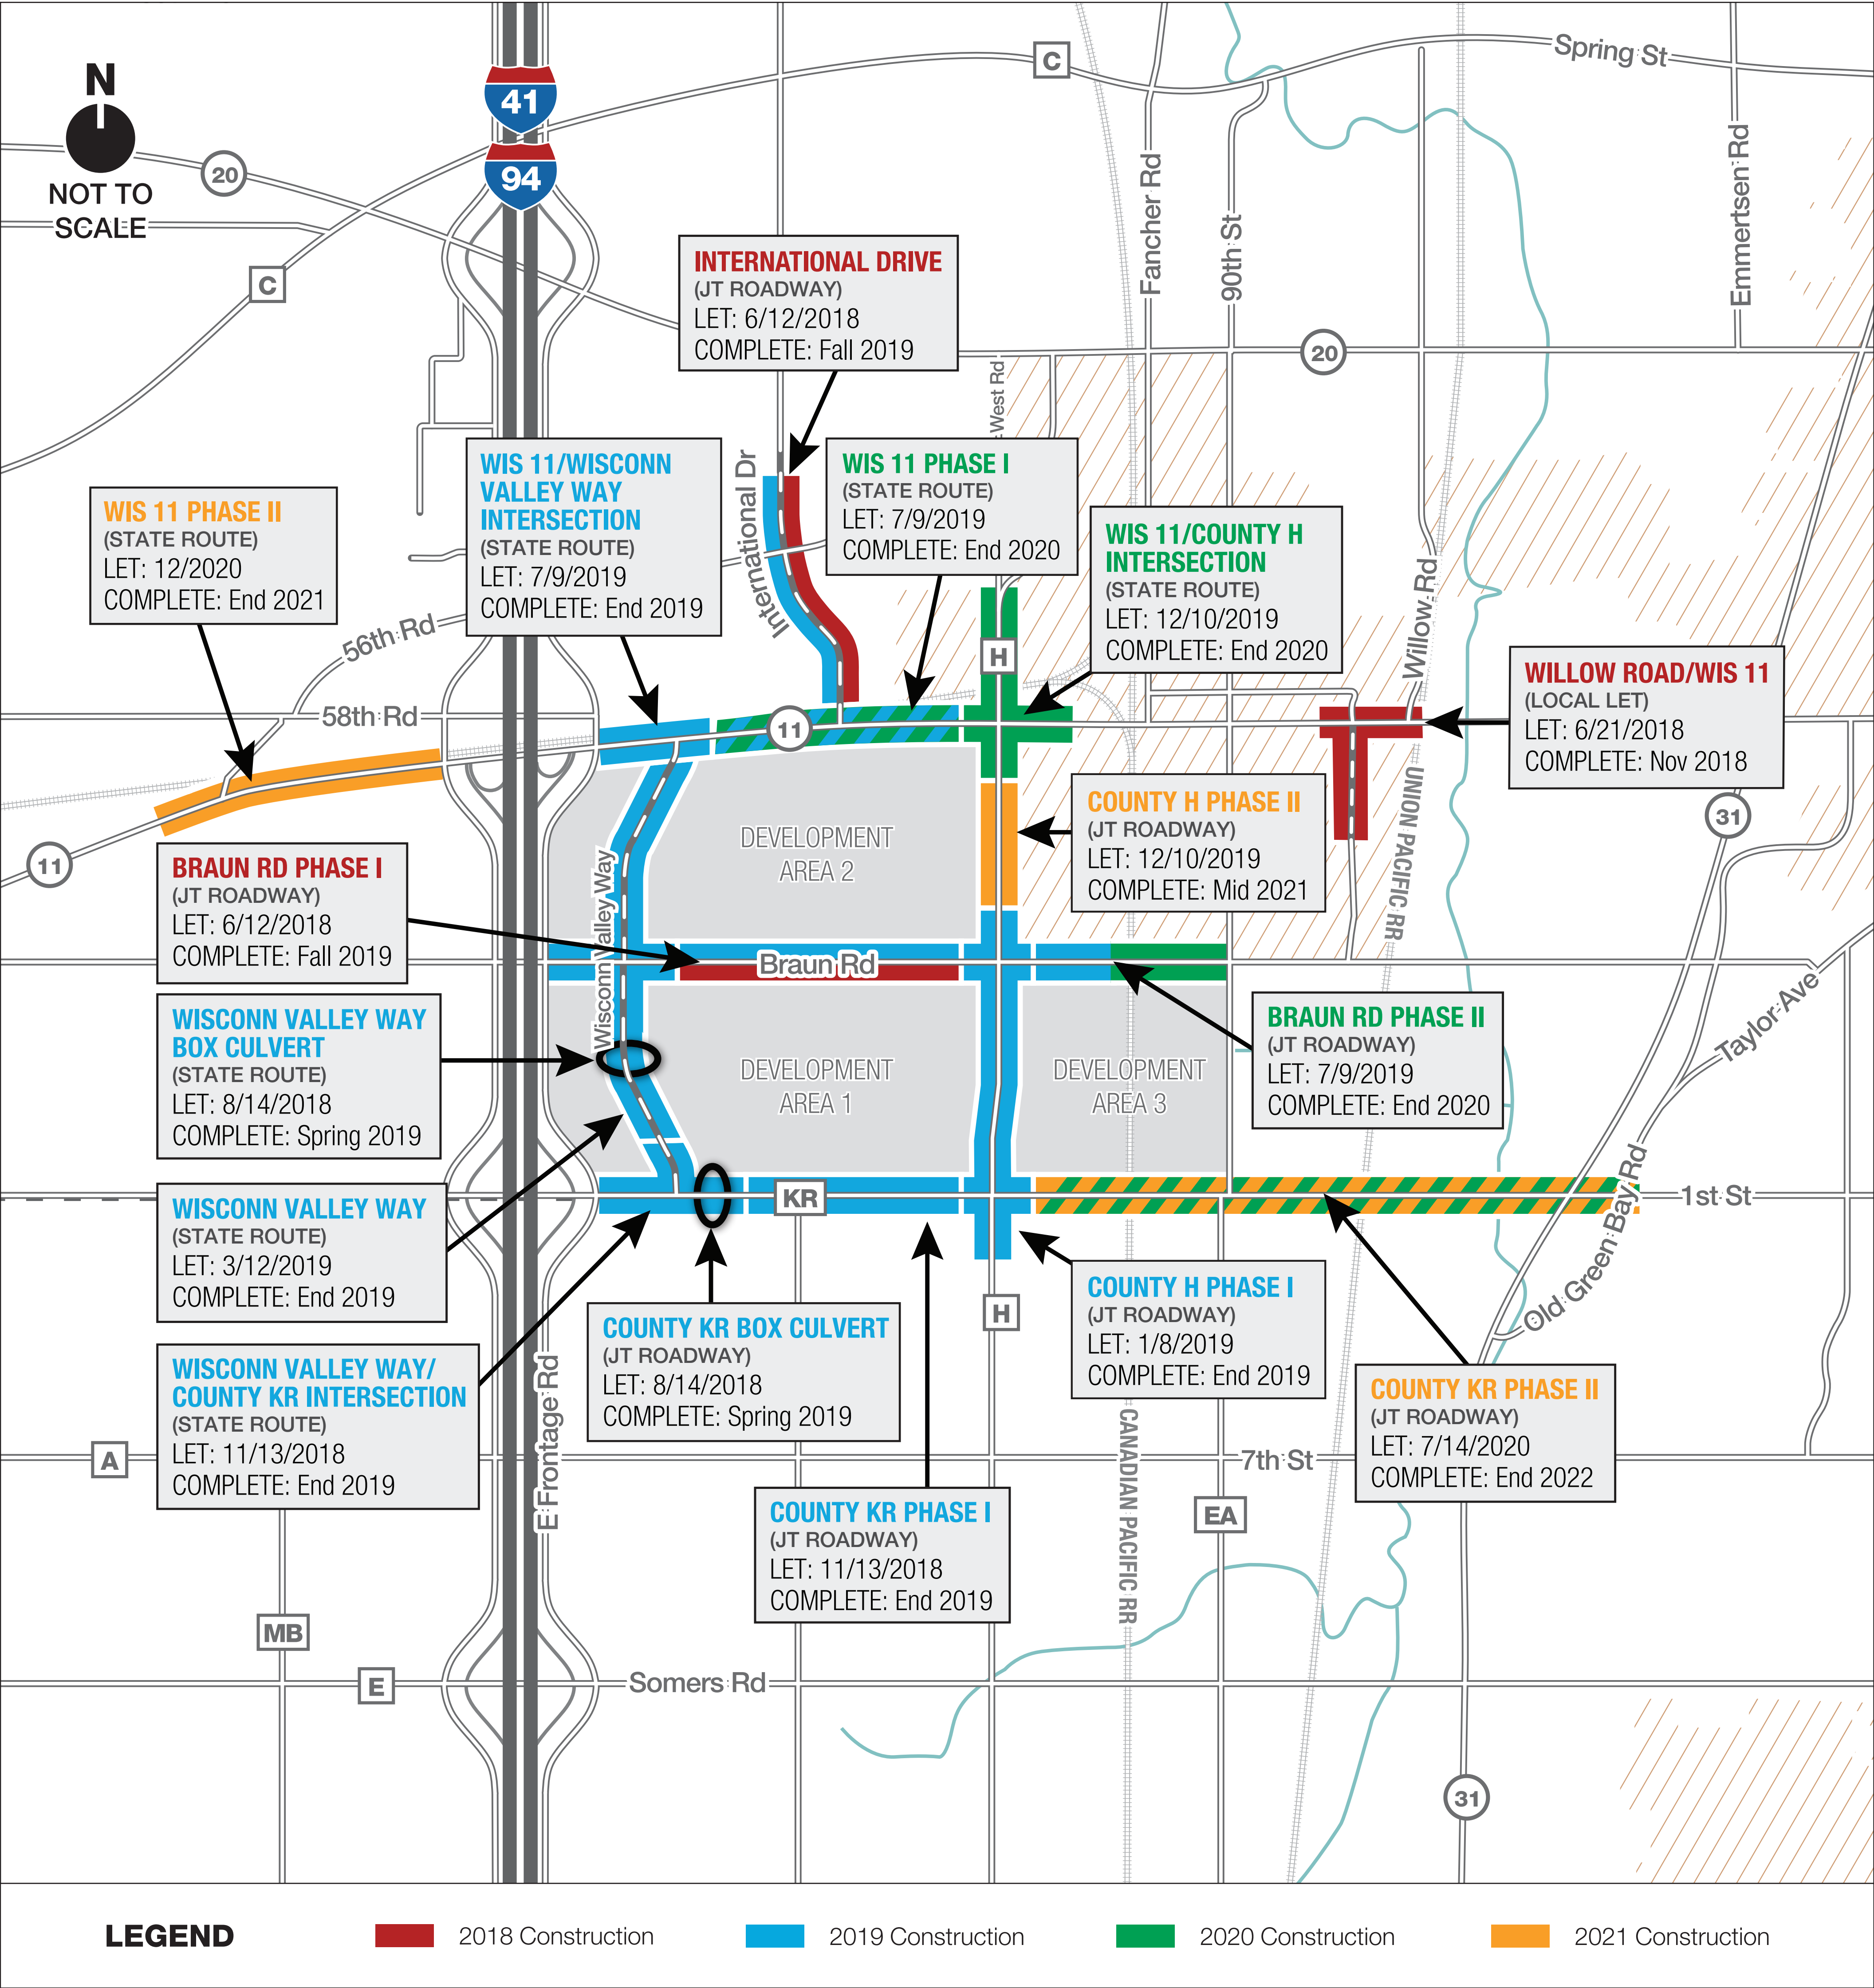 N
NOT TO
SCALE
41
94
C
Spring St
20
C
Fancher Rd
90th St
Emmertsen Rd
INTERNATIONAL DRIVE
(JT ROADWAY)
LET: 6/12/2018
COMPLETE: Fall 2019
20
West Rd
WIS 11 PHASE II
(STATE ROUTE)
LET: 12/2020
COMPLETE: End 2021
WIS 11/WISCONN
VALLEY WAY
INTERSECTION
(STATE ROUTE)
LET: 7/9/2019
COMPLETE: End 2019
International Dr
WIS 11 PHASE I
(STATE ROUTE)
LET: 7/9/2019
COMPLETE: End 2020
WIS 11/COUNTY H
INTERSECTION
(STATE ROUTE)
LET: 12/10/2019
COMPLETE: End 2020
Willow Rd
56th Rd
H
WILLOW ROAD/WIS 11
(LOCAL LET)
LET: 6/21/2018
COMPLETE: Nov 2018
58th Rd
11
UNION PACIFIC RR
31
11
DEVELOPMENT
AREA 2
COUNTY H PHASE II
(JT ROADWAY)
LET: 12/10/2019
COMPLETE: Mid 2021
BRAUN RD PHASE I
(JT ROADWAY)
LET: 6/12/2018
COMPLETE: Fall 2019
Wisconn Valley Way
Braun Rd
Taylor Ave
WISCONN VALLEY WAY
BOX CULVERT
(STATE ROUTE)
LET: 8/14/2018
COMPLETE: Spring 2019
DEVELOPMENT
AREA 1
DEVELOPMENT
AREA 3
BRAUN RD PHASE II
(JT ROADWAY)
LET: 7/9/2019
COMPLETE: End 2020
WISCONN VALLEY WAY
(STATE ROUTE)
LET: 3/12/2019
COMPLETE: End 2019
KR
1st St
Old Green Bay Rd
COUNTY KR BOX CULVERT
(JT ROADWAY)
LET: 8/14/2018
COMPLETE: Spring 2019
H
COUNTY H PHASE I
(JT ROADWAY)
LET: 1/8/2019
COMPLETE: End 2019
WISCONN VALLEY WAY/
COUNTY KR INTERSECTION
(STATE ROUTE)
LET: 11/13/2018
COMPLETE: End 2019
E Frontage Rd
COUNTY KR PHASE II
(JT ROADWAY)
LET: 7/14/2020
COMPLETE: End 2022
A
7th St
CANADIAN PACIFIC RR
EA
COUNTY KR PHASE I
(JT ROADWAY)
LET: 11/13/2018
COMPLETE: End 2019
MB
E
Somers Rd
31
LEGEND
2018 Construction
2019 Construction
2020 Construction
2021 Construction